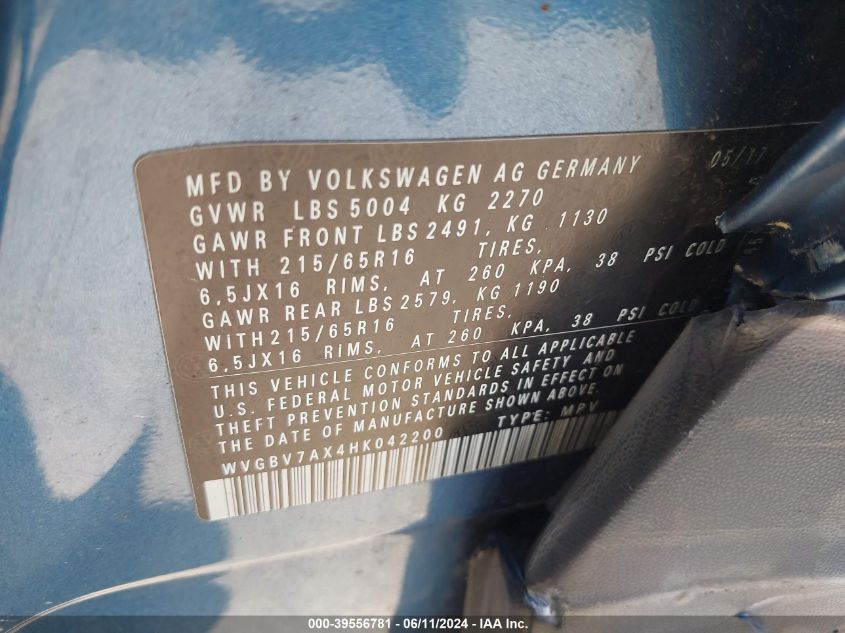 MFD BY VOLKSWAGEN AG GERMANY 05/17
GVWR LBS 5004 KG 2270
GAWR FRONT LBS 2491, KG 1130
WITH 215/65R16 TIRES,
6,5JX16 RIMS, AT 260 KPA, 38 PSI COLD
GAWR REAR LBS 2579, KG 1190
WITH 215/65R16 TIRES,
6,5JX16 RIMS, AT 260 KPA, 38 PSI COLD
THIS VEHICLE CONFORMS TO ALL APPLICABLE
U.S. FEDERAL MOTOR VEHICLE SAFETY AND
THEFT PREVENTION STANDARDS IN EFFECT ON
THE DATE OF MANUFACTURE SHOWN ABOVE.
WVGBV7AX4HK042200 TYPE: MPV
000-39556781 - 06/11/2024 - IAA Inc.